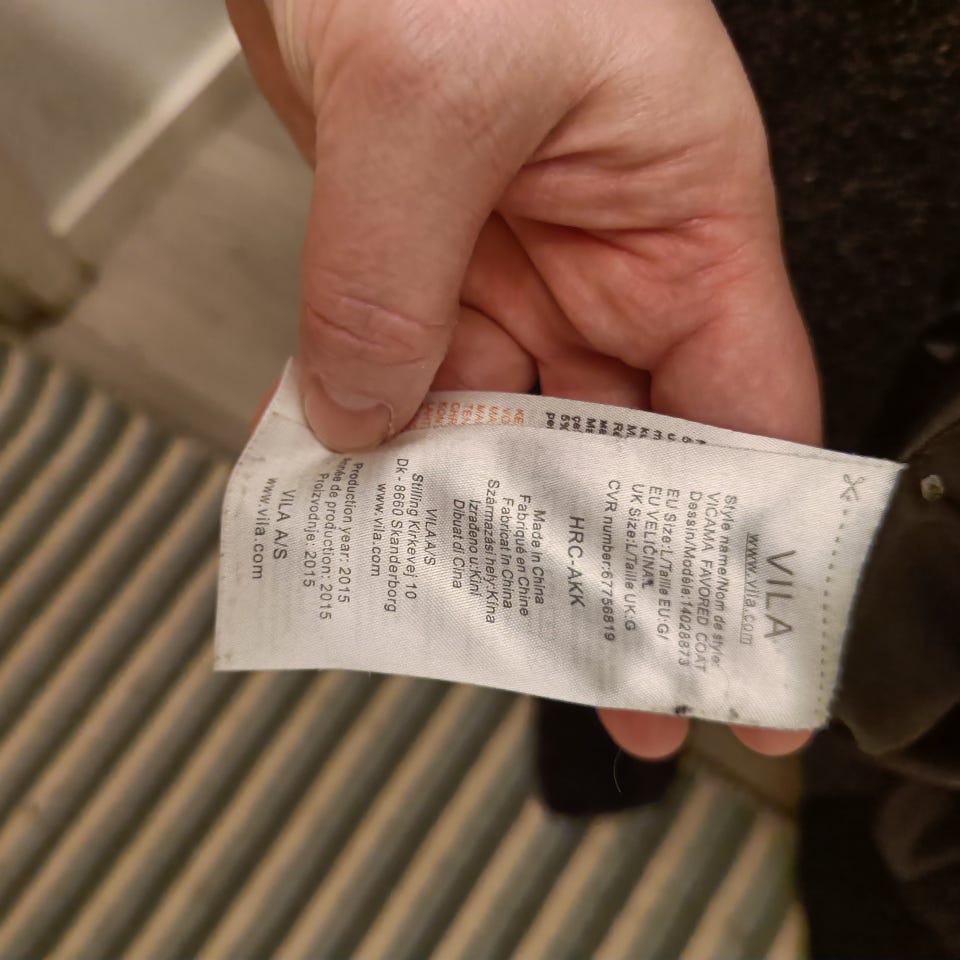 VILA
www.vila.com
Style name/Nom de style:
VICAMA FAVORED COAT
Dessin/Modèle:14028873
EU Size:L/Taille EU:G/
EU VELIČINA:L
UK Size:L/Taille UK:G
CVR number:67756819
HRC-AKK
Made in China
Fabriqué en Chine
Fabricat în China
Származási hely:Kína
Izrađeno u:Kini
Dibuat di Cina
VILA A/S
Stilling Kirkevej 10
Dk - 8660 Skanderborg
www.vila.com
Production year: 2015
Année de production: 2015
Proizvodnje: 2015
VILA A/S
www.vila.com